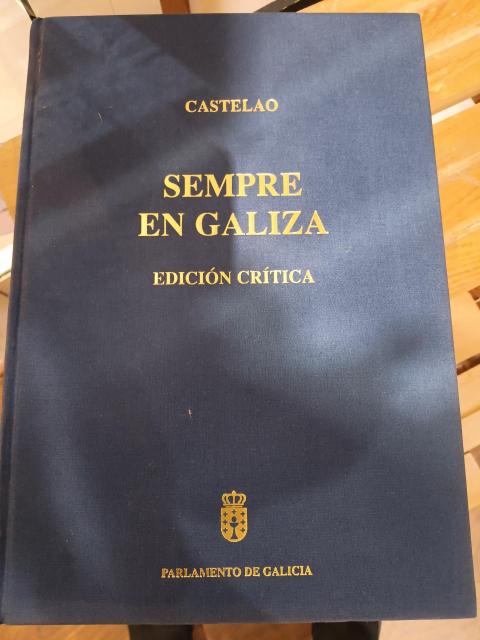 CASTELAO
SEMPRE
EN GALIZA
EDICIÓN CRÍTICA
PARLAMENTO DE GALICIA